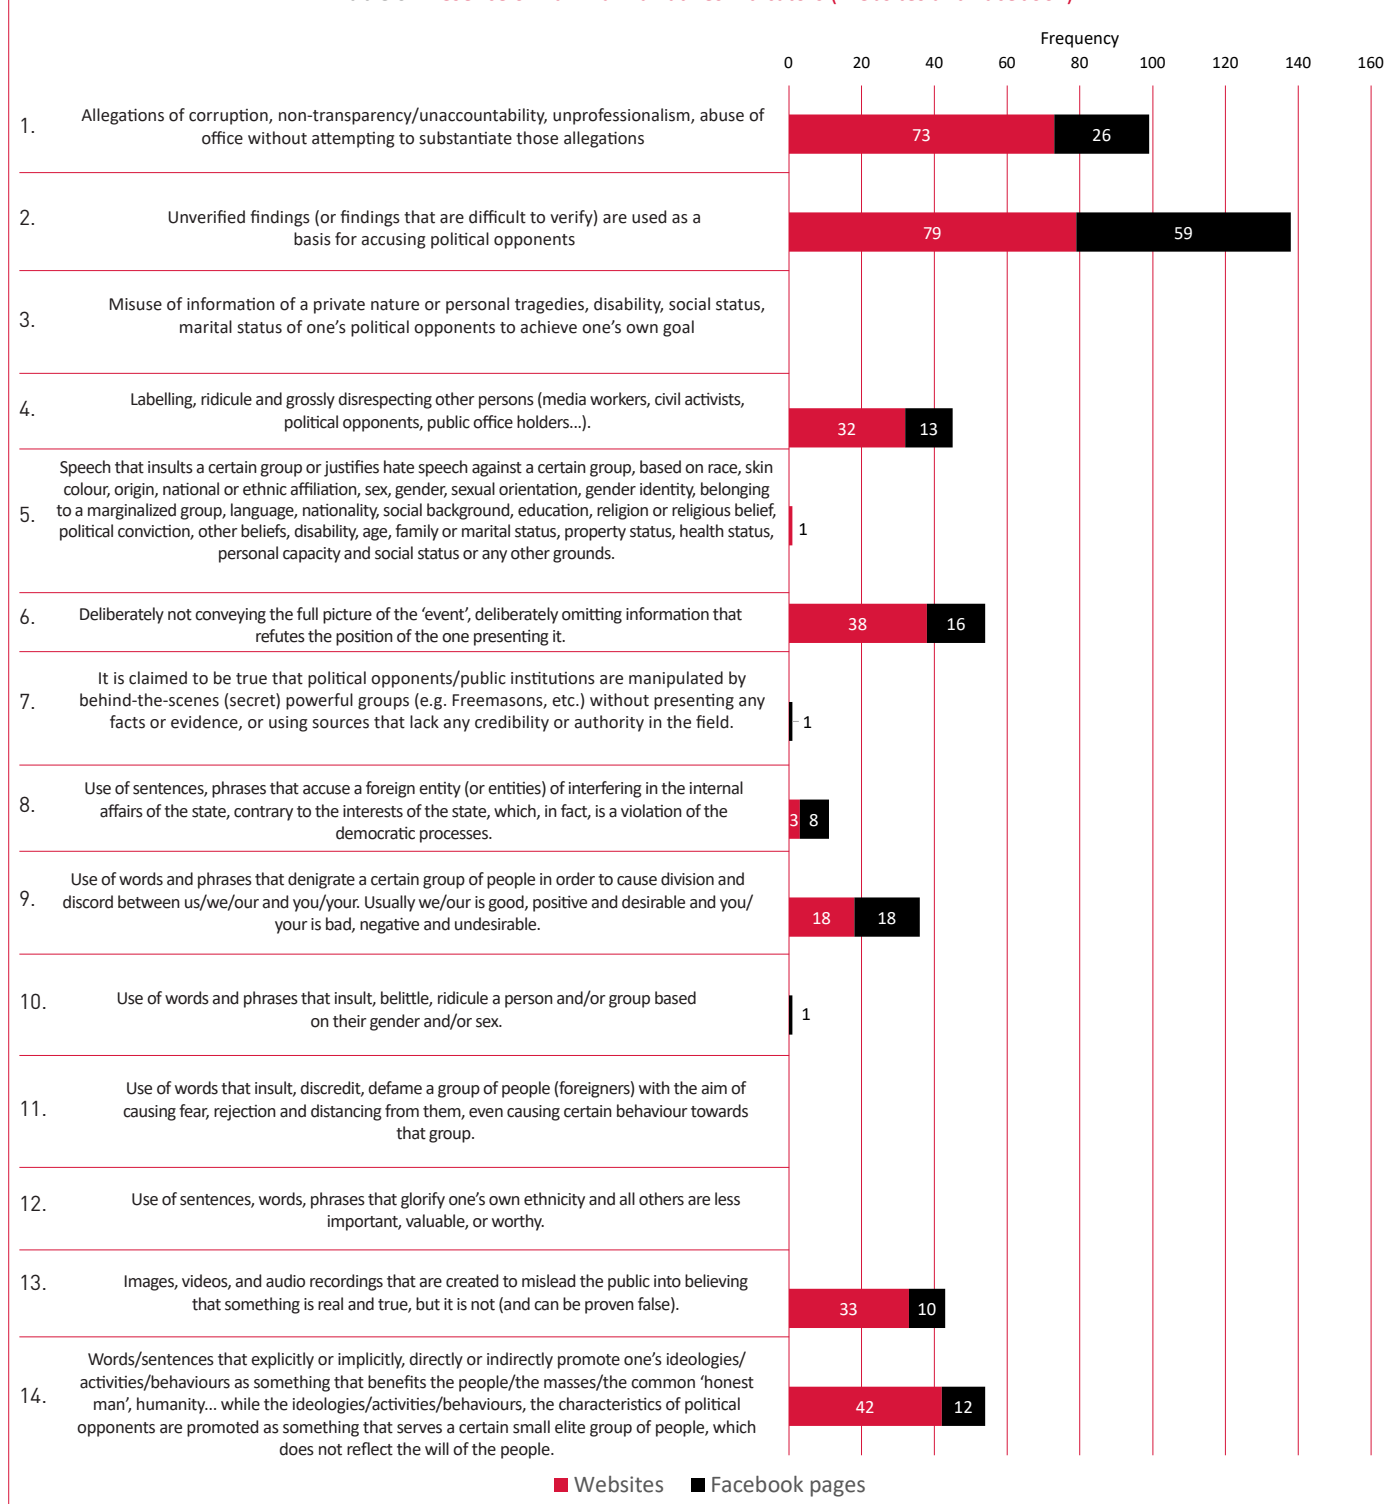 Frequency
0 20 40 60 80 100 120 140 160
1.
Allegations of corruption, non-transparency/unaccountability, unprofessionalism, abuse of
office without attempting to substantiate those allegations
73 26
2.
Unverified findings (or findings that are difficult to verify) are used as a
basis for accusing political opponents
79 59
3.
Misuse of information of a private nature or personal tragedies, disability, social status,
marital status of one's political opponents to achieve one's own goal
4.
Labelling, ridicule and grossly disrespecting other persons (media workers, civil activists,
political opponents, public office holders...).
32 13
5.
Speech that insults a certain group or justifies hate speech against a certain group, based on race, skin
colour, origin, national or ethnic affiliation, sex, gender, sexual orientation, gender identity, belonging
to a marginalized group, language, nationality, social background, education, religion or religious belief,
political conviction, other beliefs, disability, age, family or marital status, property status, health status,
personal capacity and social status or any other grounds.
1
6.
Deliberately not conveying the full picture of the 'event', deliberately omitting information that
refutes the position of the one presenting it.
38 16
7.
It is claimed to be true that political opponents/public institutions are manipulated by
behind-the-scenes (secret) powerful groups (e.g. Freemasons, etc.) without presenting any
facts or evidence, or using sources that lack any credibility or authority in the field.
1
8.
Use of sentences, phrases that accuse a foreign entity (or entities) of interfering in the internal
affairs of the state, contrary to the interests of the state, which, in fact, is a violation of the
democratic processes.
3 8
9.
Use of words and phrases that denigrate a certain group of people in order to cause division and
discord between us/we/our and you/your. Usually we/our is good, positive and desirable and you/
your is bad, negative and undesirable.
18 18
10.
Use of words and phrases that insult, belittle, ridicule a person and/or group based
on their gender and/or sex.
1
11.
Use of words that insult, discredit, defame a group of people (foreigners) with the aim of
causing fear, rejection and distancing from them, even causing certain behaviour towards
that group.
12.
Use of sentences, words, phrases that glorify one's own ethnicity and all others are less
important, valuable, or worthy.
13.
Images, videos, and audio recordings that are created to mislead the public into believing
that something is real and true, but it is not (and can be proven false).
33 10
14.
Words/sentences that explicitly or implicitly, directly or indirectly promote one's ideologies/
activities/behaviours as something that benefits the people/the masses/the common 'honest
man', humanity... while the ideologies/activities/behaviours, the characteristics of political
opponents are promoted as something that serves a certain small elite group of people, which
does not reflect the will of the people.
42 12
Websites Facebook pages